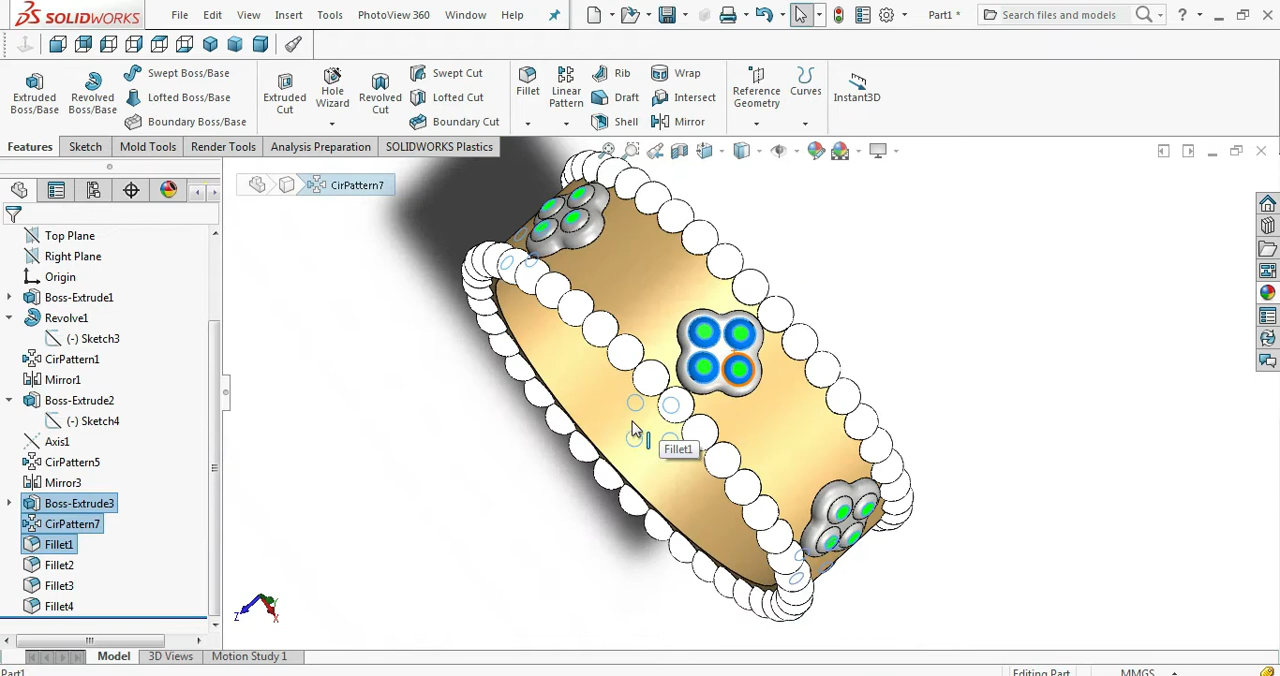 SOLIDWORKS File Edit View Insert Tools PhotoView 360 Window Help Part1 * Search files and models ?
Extruded Boss/Base Revolved Boss/Base Swept Boss/Base Lofted Boss/Base Boundary Boss/Base Extruded Cut Hole Wizard Revolved Cut Swept Cut Lofted Cut Boundary Cut Fillet Linear Pattern Rib Draft Shell Wrap Intersect Mirror Reference Geometry Curves Instant3D
Features Sketch Mold Tools Render Tools Analysis Preparation SOLIDWORKS Plastics
CirPattern7
Top Plane
Right Plane
Origin
Boss-Extrude1
Revolve1
(-) Sketch3
CirPattern1
Mirror1
Boss-Extrude2
(-) Sketch4
Axis1
CirPattern5
Mirror3
Boss-Extrude3
CirPattern7
Fillet1
Fillet2
Fillet3
Fillet4
Fillet1
Z X
Model 3D Views Motion Study 1
Part1 Editing Part MMGS